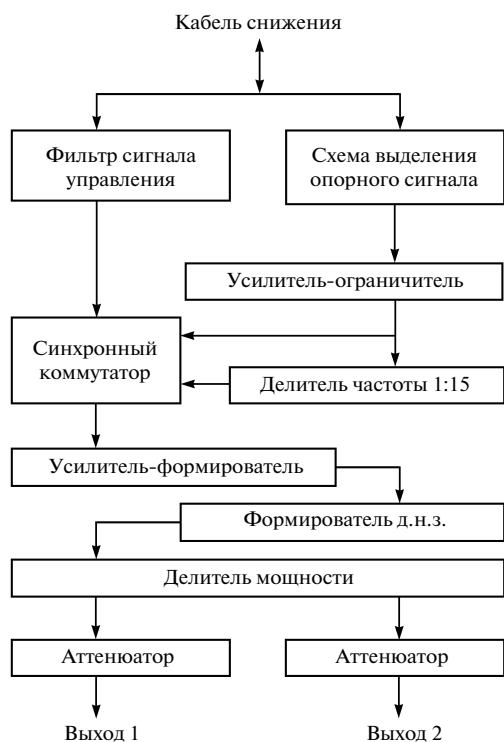 Кабель снижения
Фильтр сигнала
управления
Схема выделения
опорного сигнала
Усилитель-ограничитель
Синхронный
коммутатор
Делитель частоты 1:15
Усилитель-формирователь
Формирователь д.н.з.
Делитель мощности
Аттенюатор
Аттенюатор
Выход 1
Выход 2